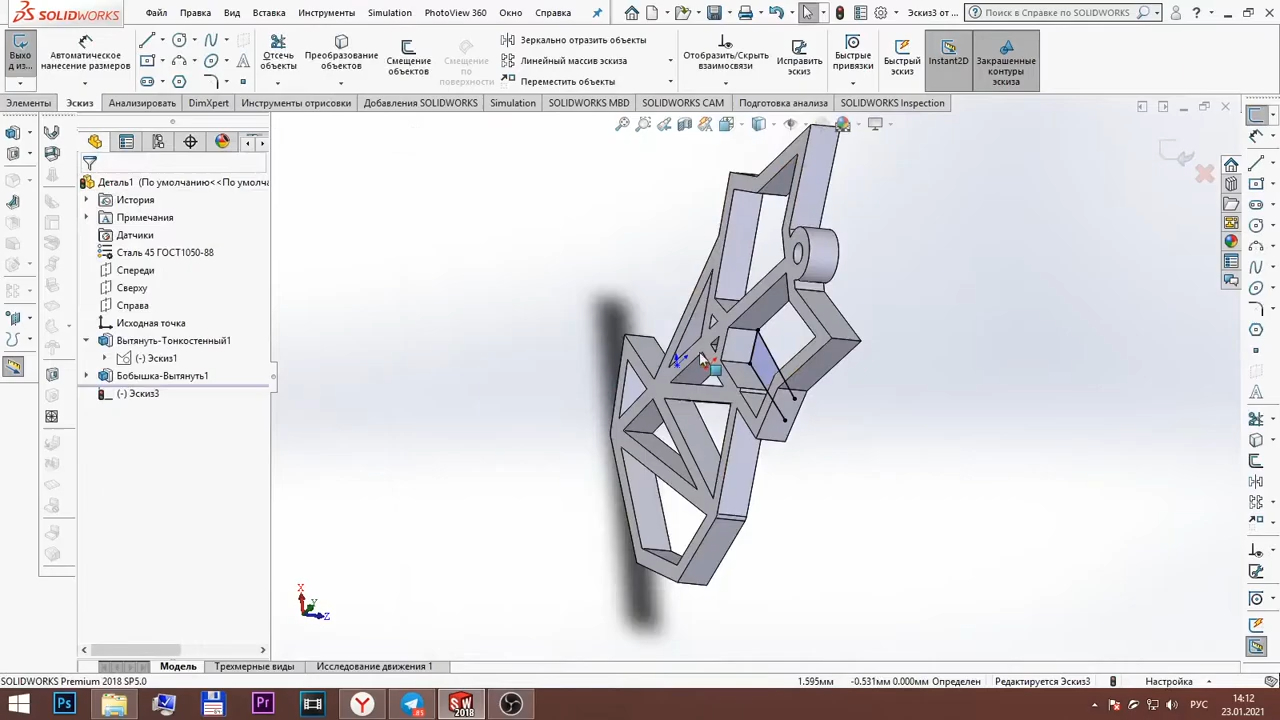 SOLIDWORKS
Файл
Правка
Вид
Вставка
Инструменты
Simulation
PhotoView 360
Окно
Справка
Эскиз3 от ...
Поиск в Справке по SOLIDWORKS
Выхо
д из...
Автоматическое
нанесение размеров
Отсечь
объекты
Преобразование
объектов
Смещение
объектов
Смещение
по
поверхности
Зеркально отразить объекты
Линейный массив эскиза
Переместить объекты
Отобразить/Скрыть
взаимосвязи
Исправить
эскиз
Быстрые
привязки
Быстрый
эскиз
Instant2D
Закрашенные
контуры
эскиза
Элементы
Эскиз
Анализировать
DimXpert
Инструменты отрисовки
Добавления SOLIDWORKS
Simulation
SOLIDWORKS MBD
SOLIDWORKS CAM
Подготовка анализа
SOLIDWORKS Inspection
Деталь1 (По умолчанию<<По умолча
История
Примечания
Датчики
Сталь 45 ГОСТ1050-88
Спереди
Сверху
Справа
Исходная точка
Вытянуть-Тонкостенный1
(-) Эскиз1
Бобышка-Вытянуть1
(-) Эскиз3
X
Y
Z
Модель
Трехмерные виды
Исследование движения 1
SOLIDWORKS Premium 2018 SP5.0
1.595мм
-0.531мм 0.000мм Определен
Редактируется Эскиз3
Настройка
Ps
Pr
SW
2018
РУС
14:12
23.01.2021